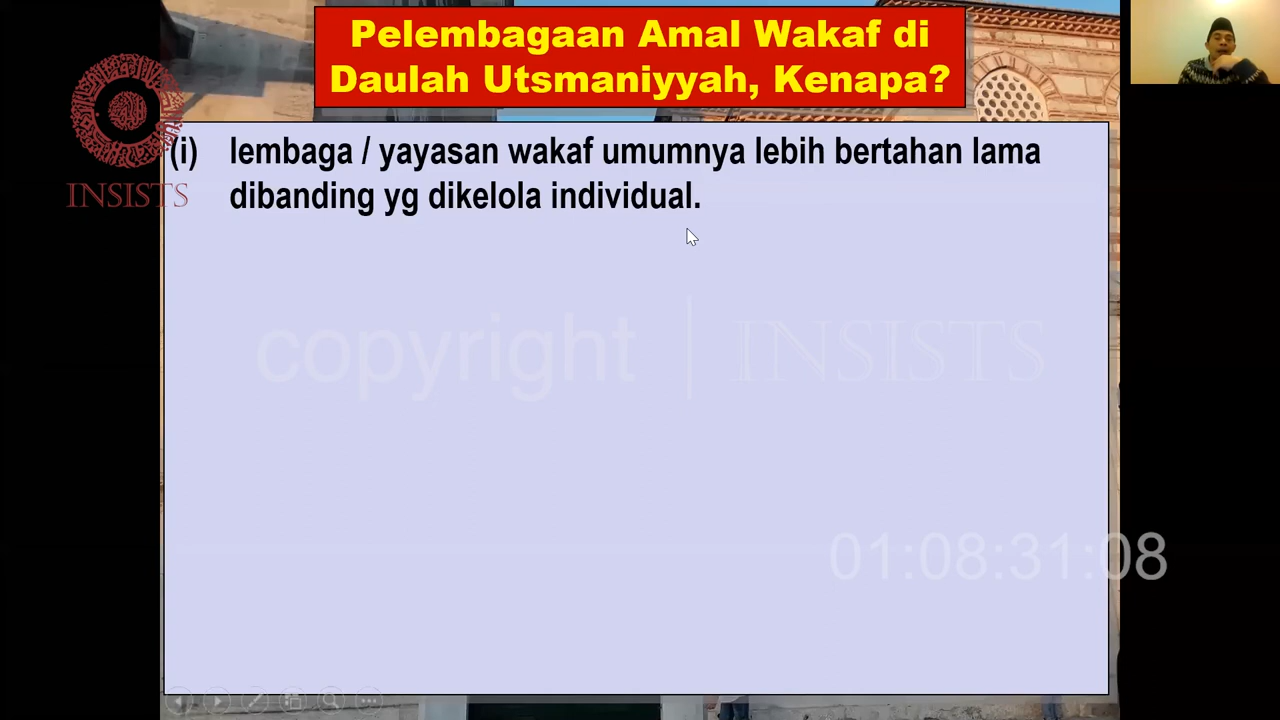 Pelembagaan Amal Wakaf di
Daulah Utsmaniyyah, Kenapa?
INSISTS
(i) lembaga / yayasan wakaf umumnya lebih bertahan lama
dibanding yg dikelola individual.
copyright | INSISTS
01:08:31:08